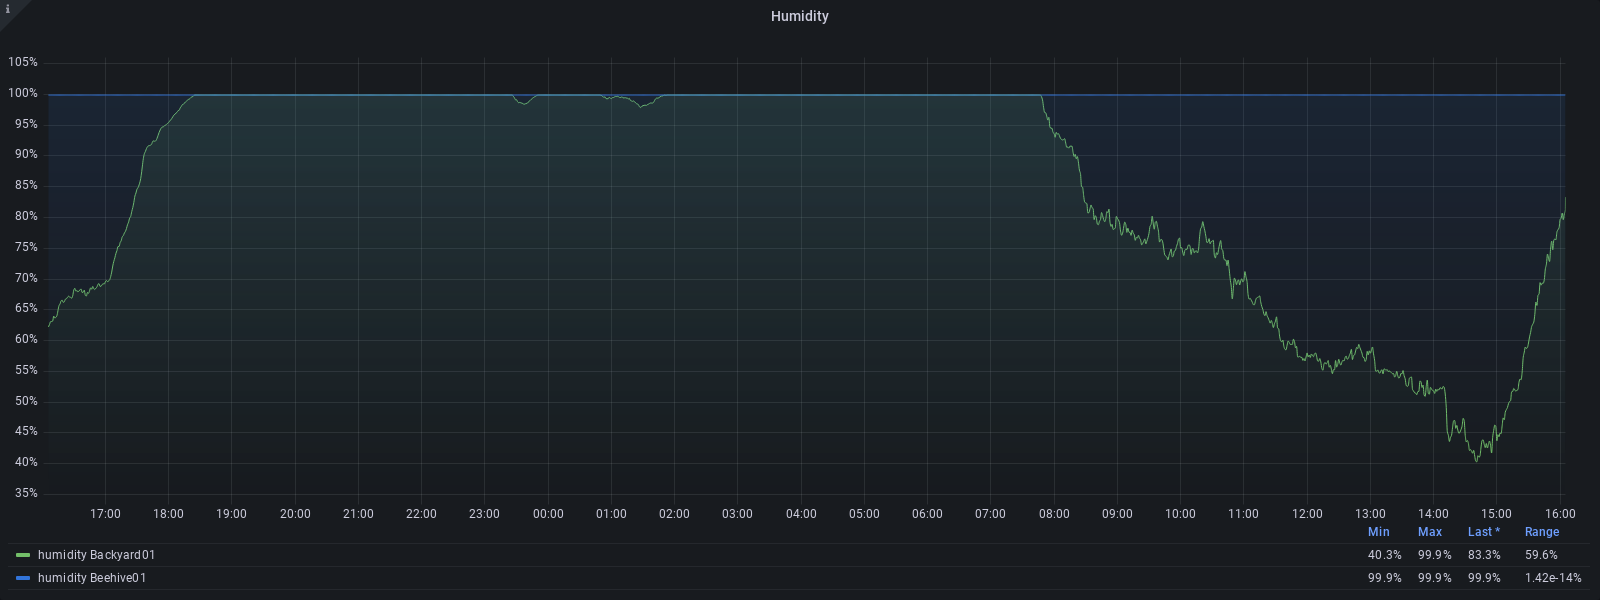 i
Humidity
105%
100%
95%
90%
85%
80%
75%
70%
65%
60%
55%
50%
45%
40%
35%
17:00 18:00 19:00 20:00 21:00 22:00 23:00 00:00 01:00 02:00 03:00 04:00 05:00 06:00 07:00 08:00 09:00 10:00 11:00 12:00 13:00 14:00 15:00 16:00
Min Max Last * Range
humidity Backyard01 40.3% 99.9% 83.3% 59.6%
humidity Beehive01 99.9% 99.9% 99.9% 1.42e-14%